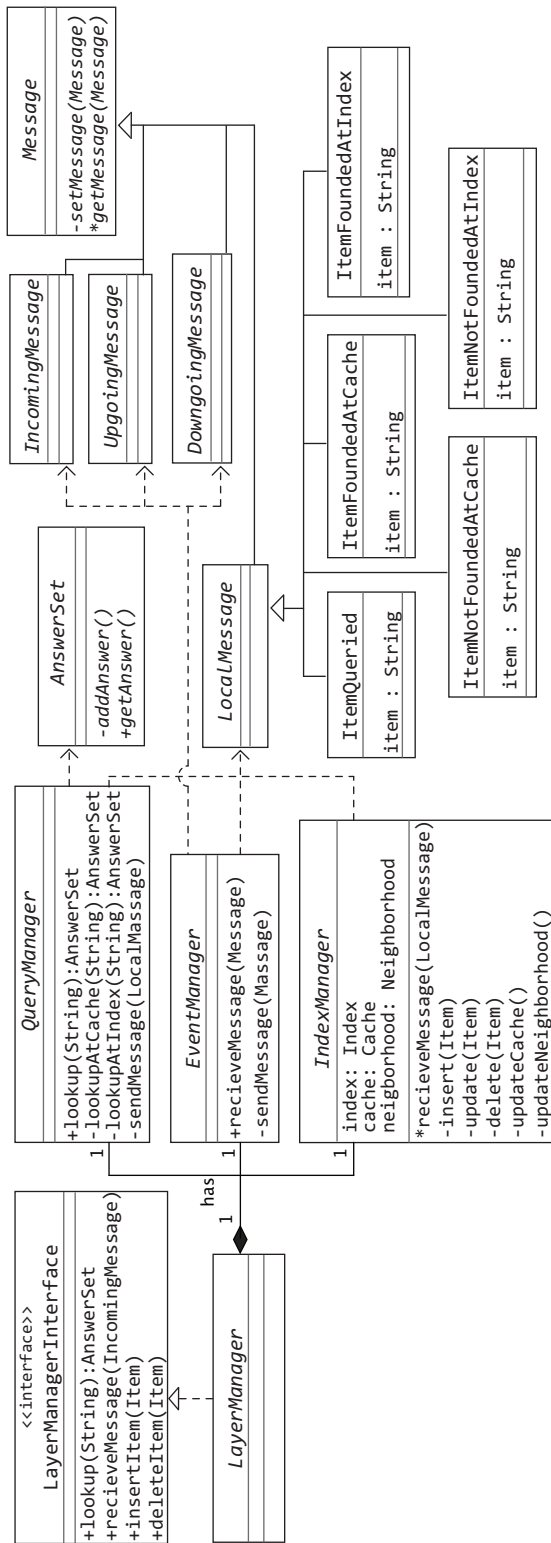 <<interface>>
LayerManagerInterface
+lookup(String):AnswerSet
+recieveMessage(IncomingMessage)
+insertItem(Item)
+deleteItem(Item)
LayerManager
1
has
1
1
1
QueryManager
+lookup(String):AnswerSet
-lookupAtCache(String):AnswerSet
-lookupAtIndex(String):AnswerSet
-sendMessage(LocalMassage)
EventManager
+recieveMessage(Message)
-sendMessage(Massage)
IndexManager
index: Index
cache: Cache
neigborhood: Neighborhood
*recieveMessage(LocalMessage)
-insert(Item)
-update(Item)
-delete(Item)
-updateCache()
-updateNeighborhood()
AnswerSet
-addAnswer()
+getAnswer()
LocalMessage
IncomingMessage
UpgoingMessage
DowngoingMessage
Message
-setMessage(Message)
*getMessage(Message)
ItemQueried
item : String
ItemFoundedAtCache
item : String
ItemFoundedAtIndex
item : String
ItemNotFoundedAtCache
item : String
ItemNotFoundedAtIndex
item : String